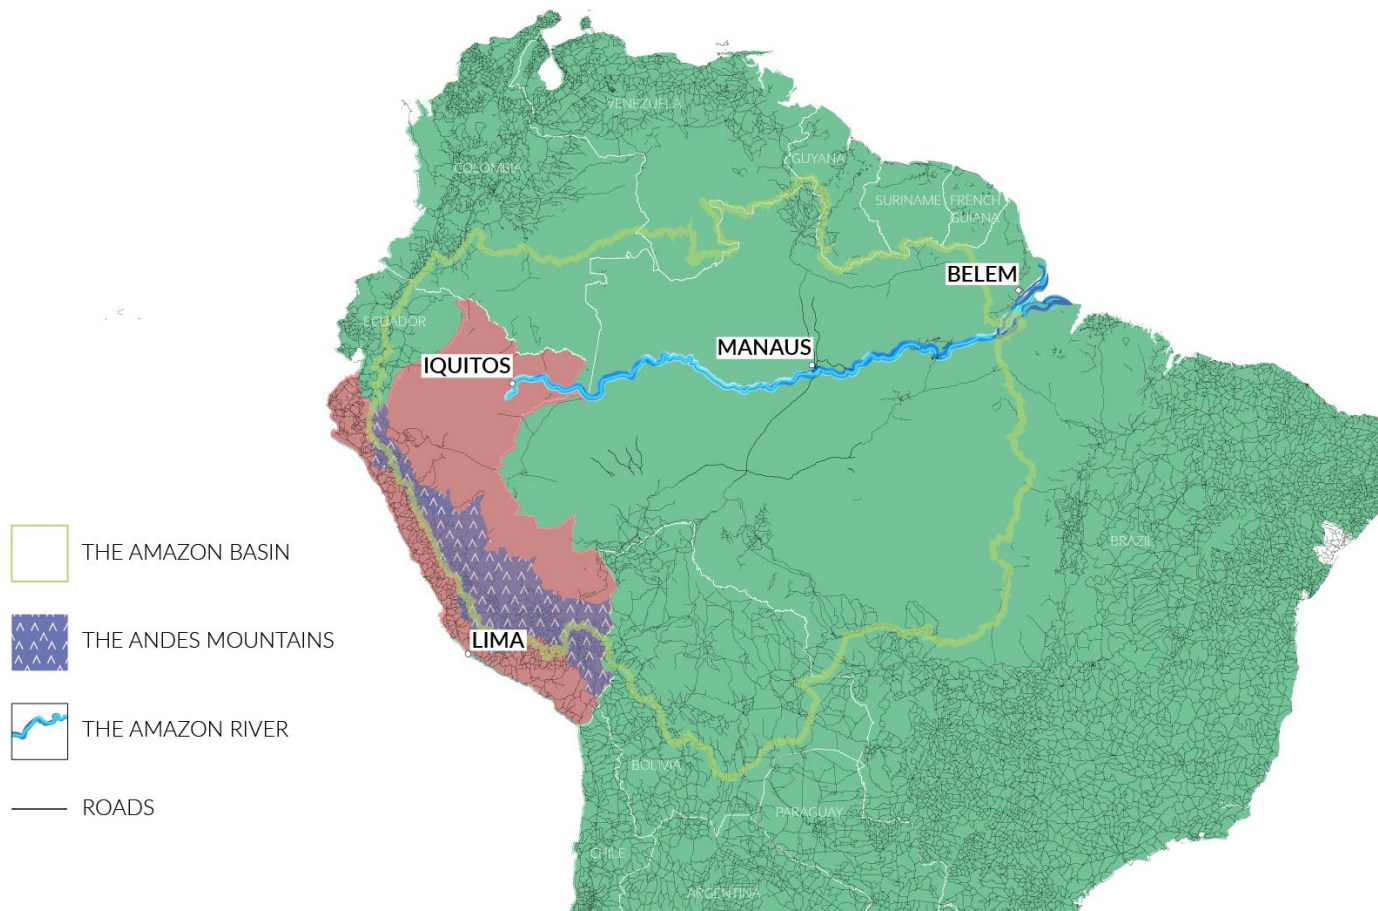 VENEZUELA
COLOMBIA
GUYANA
SURINAME
FRENCH
GUIANA
BELEM
ECUADOR
MANAUS
IQUITOS
BRAZIL
THE AMAZON BASIN
THE ANDES MOUNTAINS
LIMA
THE AMAZON RIVER
BOLIVIA
ROADS
PARAGUAY
CHILE
ARGENTINA